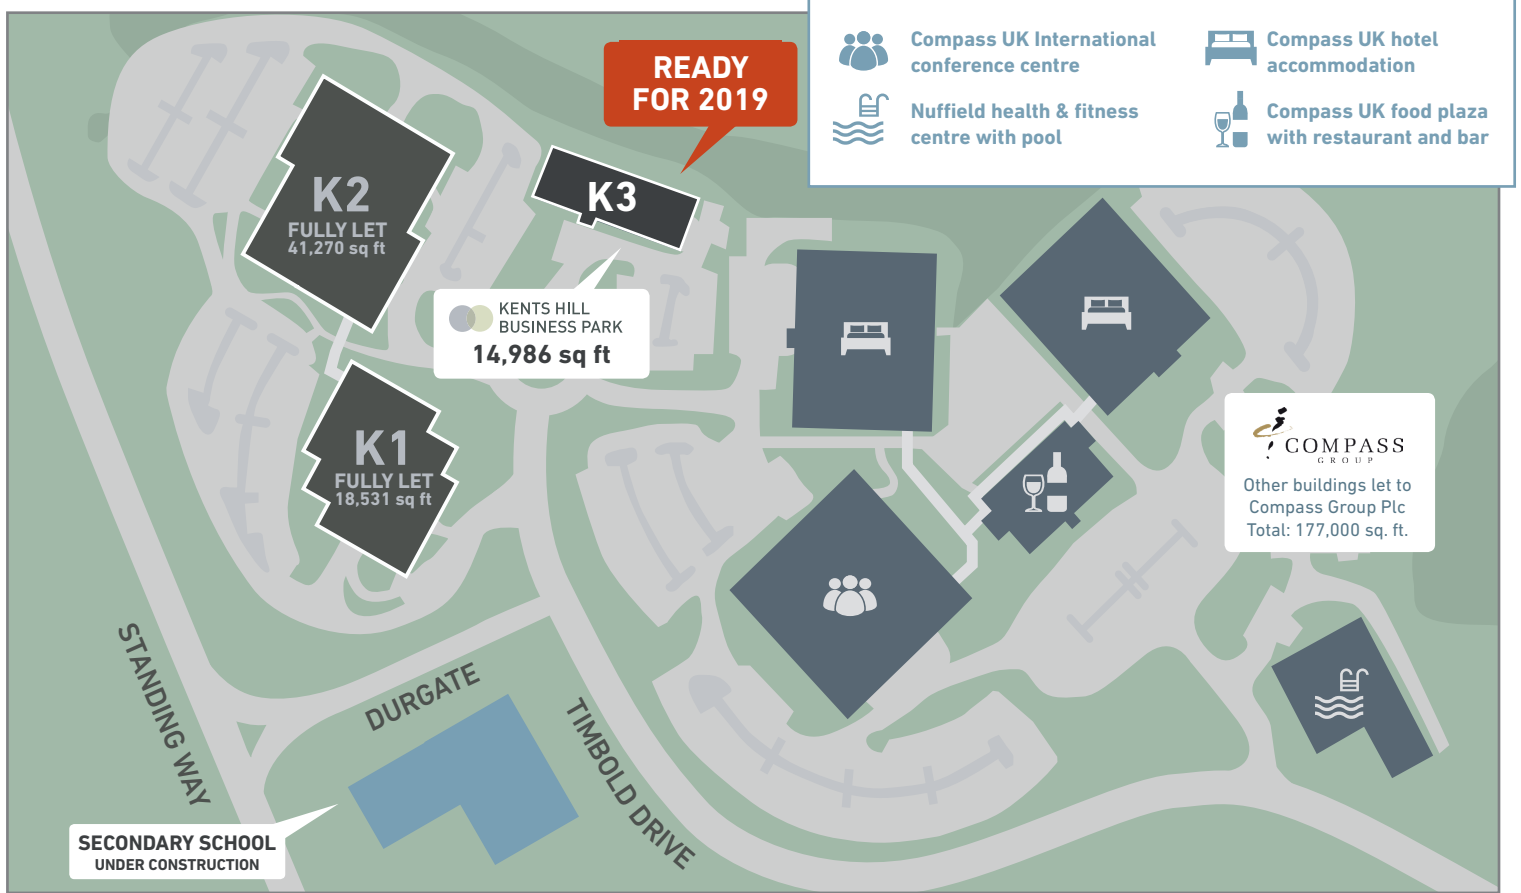 Compass UK International
conference centre
Compass UK hotel
accommodation
Nuffield health & fitness
centre with pool
Compass UK food plaza
with restaurant and bar
READY
FOR 2019
K2
FULLY LET
41,270 sq ft
K3
KENTS HILL
BUSINESS PARK
14,986 sq ft
K1
FULLY LET
18,531 sq ft
COMPASS
GROUP
Other buildings let to
Compass Group Plc
Total: 177,000 sq. ft.
STANDING WAY
DURGATE
TIMBOLD DRIVE
SECONDARY SCHOOL
UNDER CONSTRUCTION